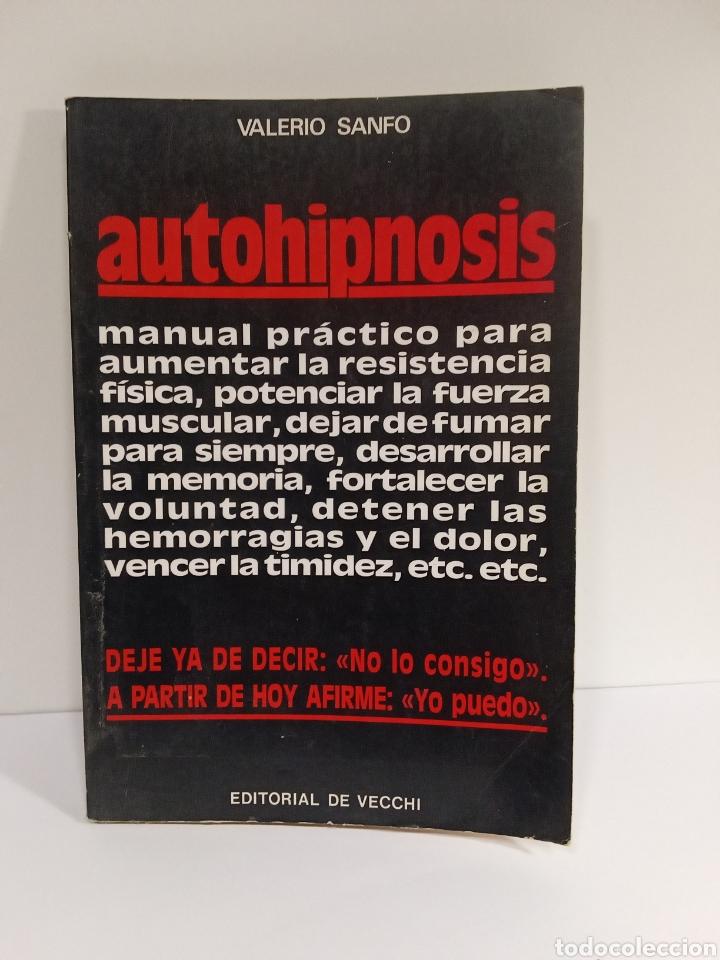 VALERIO SANFO
autohipnosis
manual práctico para
aumentar la resistencia
física, potenciar la fuerza
muscular, dejar de fumar
para siempre, desarrollar
la memoria, fortalecer la
voluntad, detener las
hemorragias y el dolor,
vencer la timidez, etc. etc.
DEJE YA DE DECIR: «No lo consigo».
A PARTIR DE HOY AFIRME: «Yo puedo».
EDITORIAL DE VECCHI
todocoleccion